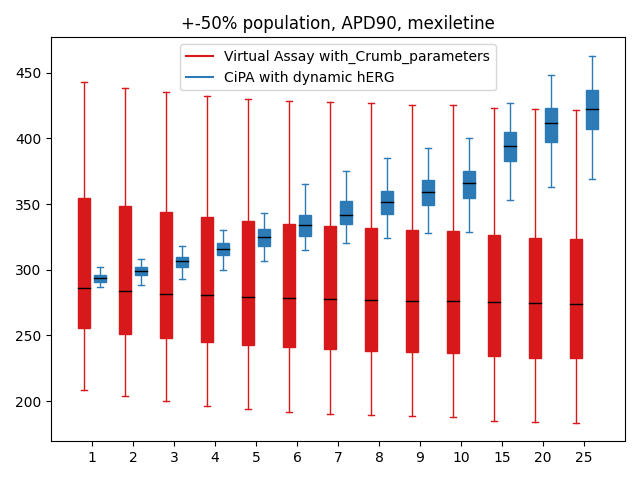 +-50% population, APD90, mexiletine
Virtual Assay with_Crumb_parameters
CiPA with dynamic hERG
450
400
350
300
250
200
1 2 3 4 5 6 7 8 9 10 15 20 25